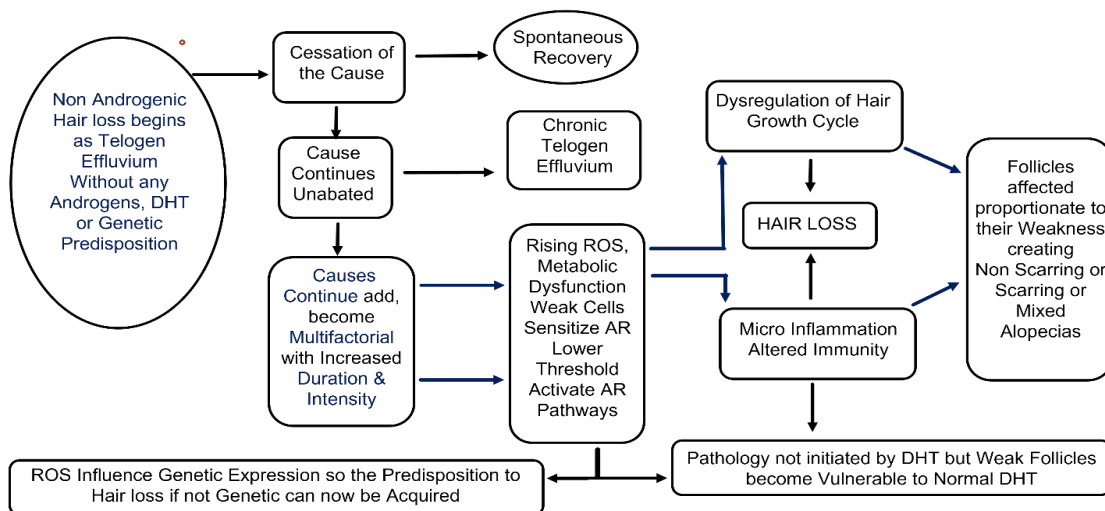 Non Androgenic
Hair loss begins
as Telogen
Effluvium
Without any
Androgens, DHT
or Genetic
Predisposition
Cessation of
the Cause
Spontaneous
Recovery
Cause
Continues
Unabated
Chronic
Telogen
Effluvium
Causes
Continue add,
become
Multifactorial
with Increased
Duration &
Intensity
Rising ROS,
Metabolic
Dysfunction
Weak Cells
Sensitize AR
Lower
Threshold
Activate AR
Pathways
Dysregulation of Hair
Growth Cycle
HAIR LOSS
Micro Inflammation
Altered Immunity
Follicles
affected
proportionate to
their Weakness
creating
Non Scarring or
Scarring or
Mixed
Alopecias
ROS Influence Genetic Expression so the Predisposition to
Hair loss if not Genetic can now be Acquired
Pathology not initiated by DHT but Weak Follicles
become Vulnerable to Normal DHT